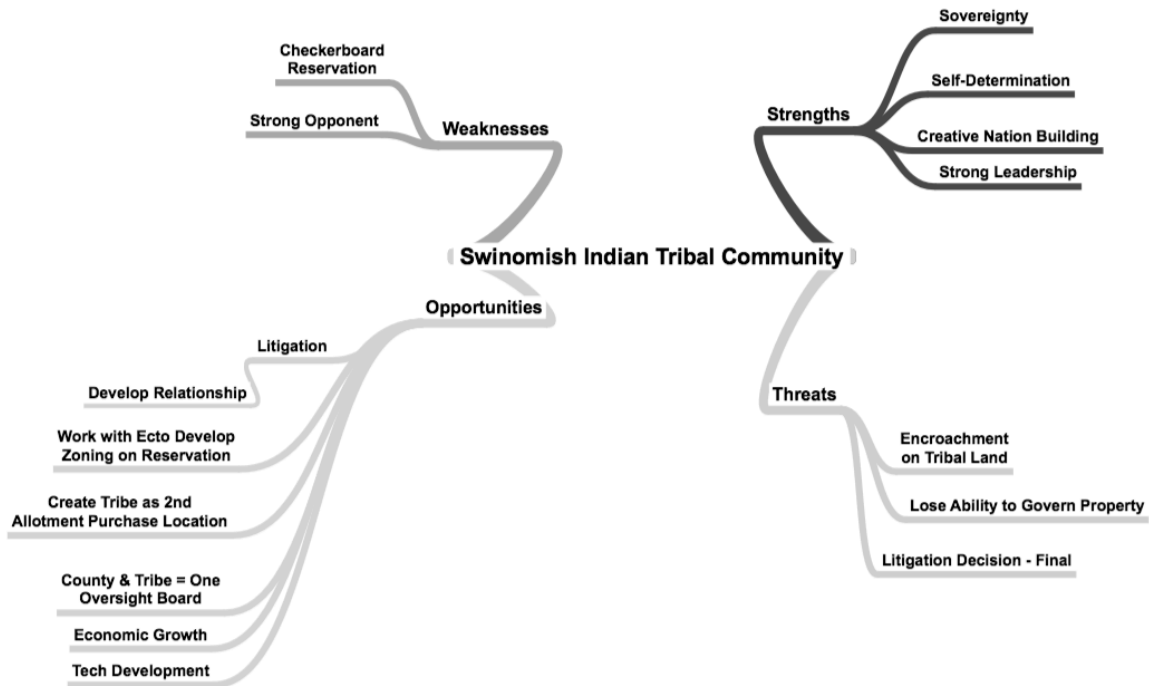 Swinomish Indian Tribal Community
Strengths
Sovereignty
Self-Determination
Creative Nation Building
Strong Leadership
Weaknesses
Checkerboard
Reservation
Strong Opponent
Opportunities
Litigation
Develop Relationship
Work with Ecto Develop
Zoning on Reservation
Create Tribe as 2nd
Allotment Purchase Location
County & Tribe = One
Oversight Board
Economic Growth
Tech Development
Threats
Encroachment
on Tribal Land
Lose Ability to Govern Property
Litigation Decision - Final